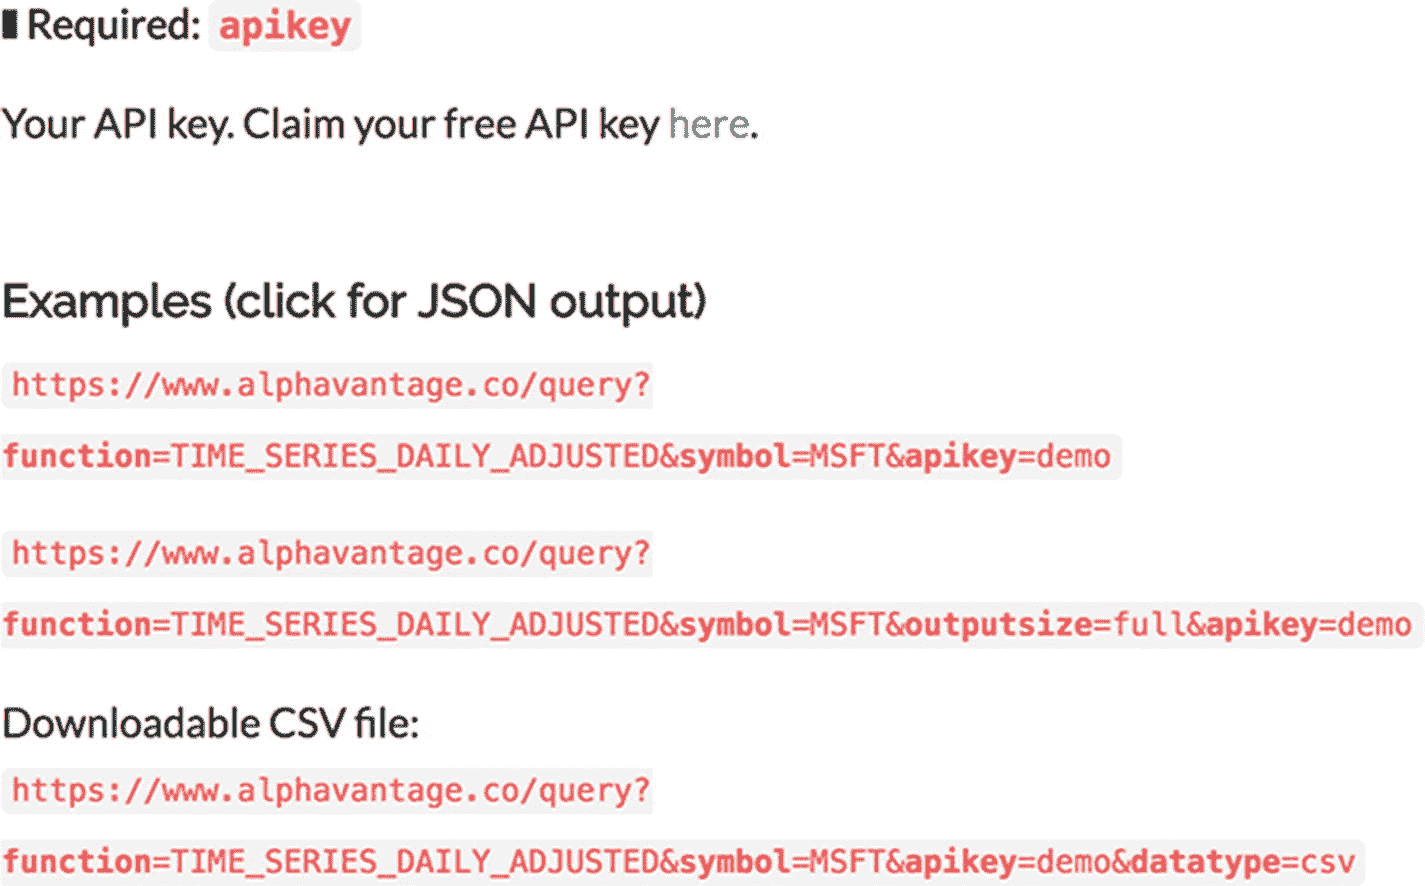 Required: apikey
Your API key. Claim your free API key here.
Examples (click for JSON output)
https://www.alphavantage.co/query?
function=TIME_SERIES_DAILY_ADJUSTED&symbol=MSFT&apikey=demo
https://www.alphavantage.co/query?
function=TIME_SERIES_DAILY_ADJUSTED&symbol=MSFT&outputsize=full&apikey=demo
Downloadable CSV file:
https://www.alphavantage.co/query?
function=TIME_SERIES_DAILY_ADJUSTED&symbol=MSFT&apikey=demo&datatype=csv